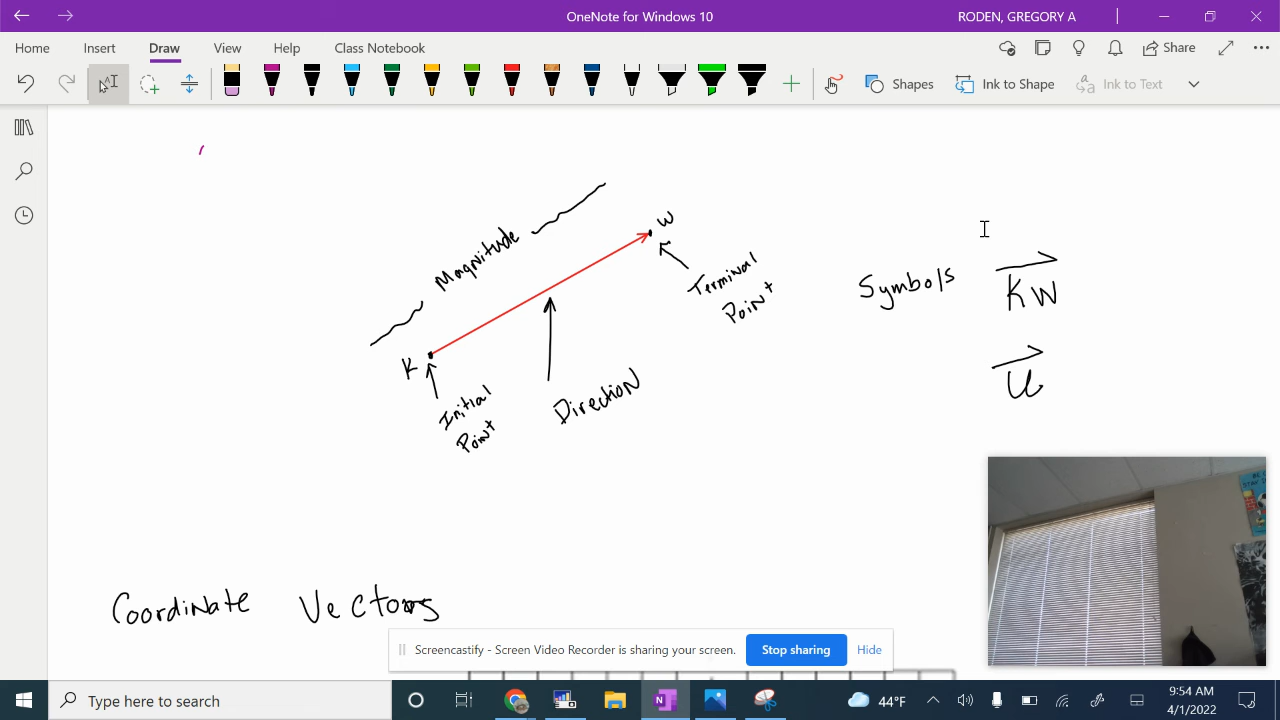 OneNote for Windows 10
RODEN, GREGORY A
Home Insert Draw View Help Class Notebook
Share
Shapes Ink to Shape Ink to Text
Magnitude
W
Terminal
Point
Symbols
KW
u
K
Initial
Point
Direction
Coordinate Vectors
Screencastify - Screen Video Recorder is sharing your screen.
Stop sharing
Hide
Type here to search
44°F
9:54 AM
4/1/2022